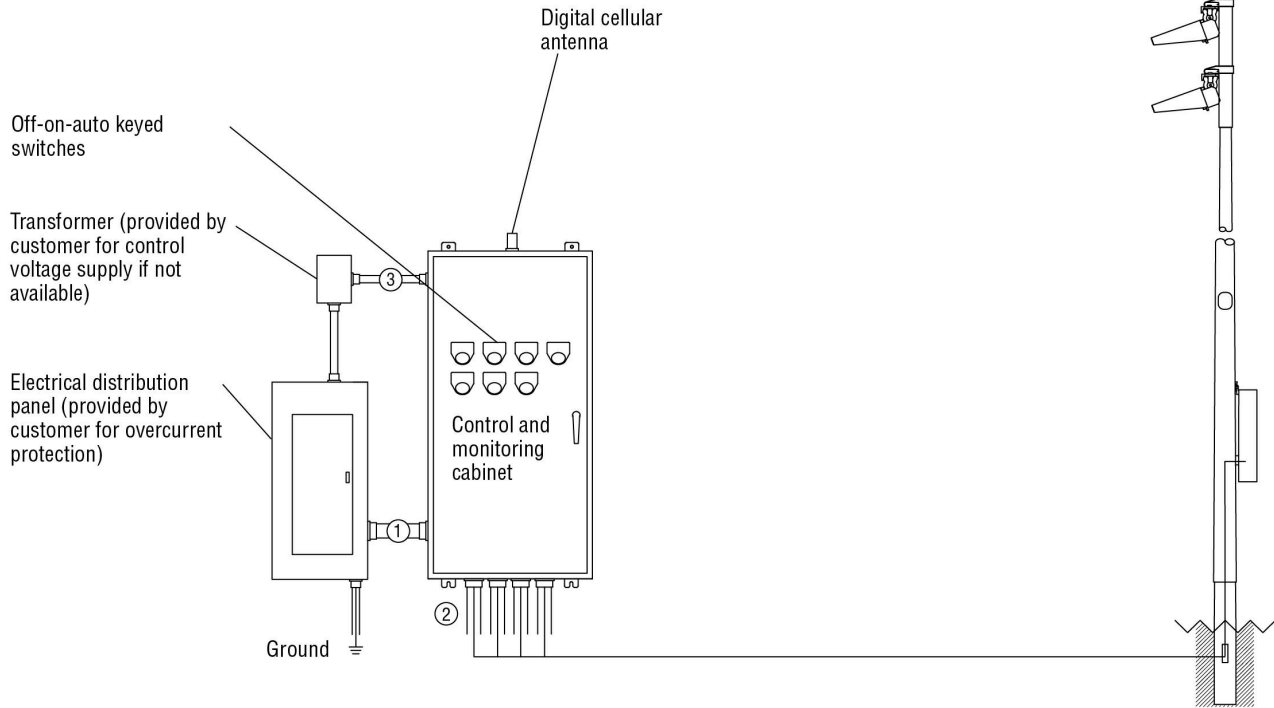 Digital cellular
antenna
Off-on-auto keyed
switches
Transformer (provided by
customer for control
voltage supply if not
available)
3
Electrical distribution
panel (provided by
customer for overcurrent
protection)
Control and
monitoring
cabinet
1
2
Ground